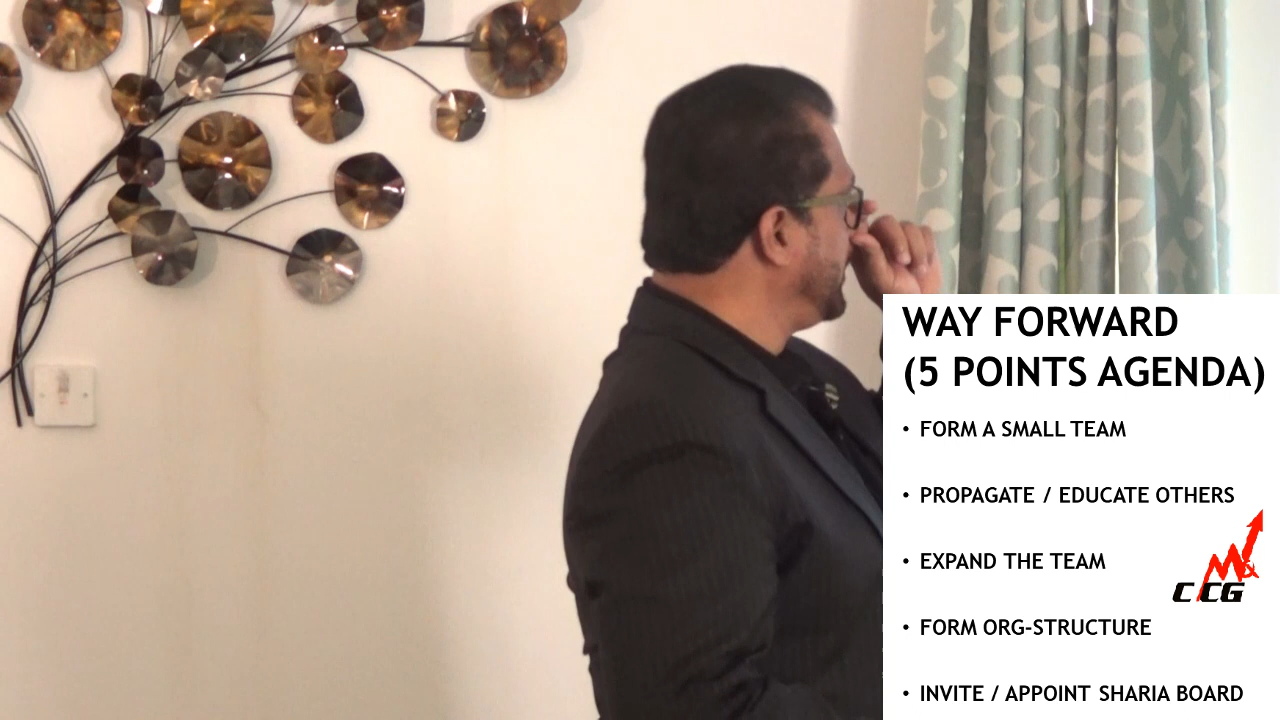 WAY FORWARD
(5 POINTS AGENDA)
• FORM A SMALL TEAM
• PROPAGATE / EDUCATE OTHERS
• EXPAND THE TEAM
M&
C/CG
• FORM ORG-STRUCTURE
• INVITE / APPOINT SHARIA BOARD